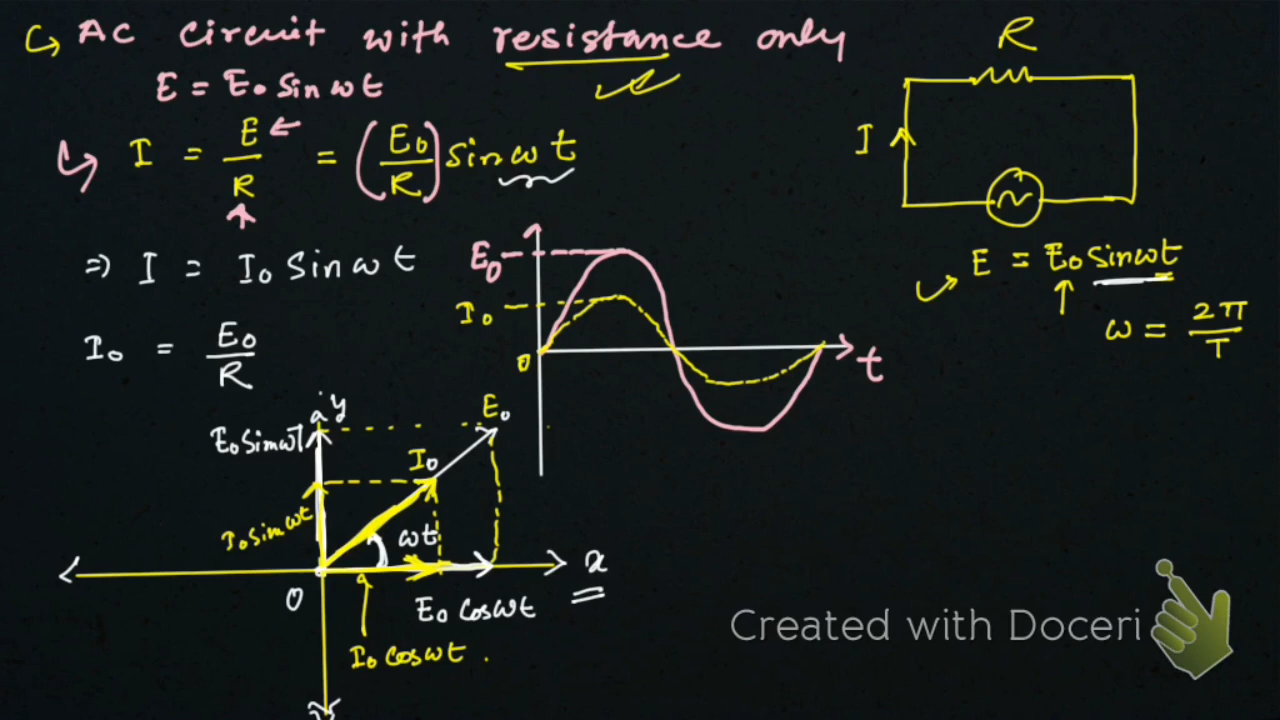 ↪ AC circuit with resistance only
E = E₀ sin ωt
↪ I = E/R = (E₀/R) sin ω t
⇒ I = I₀ Sin ω t
I₀ = E₀/R
R
I
E = E₀ sin ωt
ω = 2π/T
E₀
I₀
0
t
y
E₀ Sin ωt
E₀
I₀
I₀ sin ωt
ωt
x
O
E₀ Cos ωt
I₀ Cos ωt .
Created with Doceri